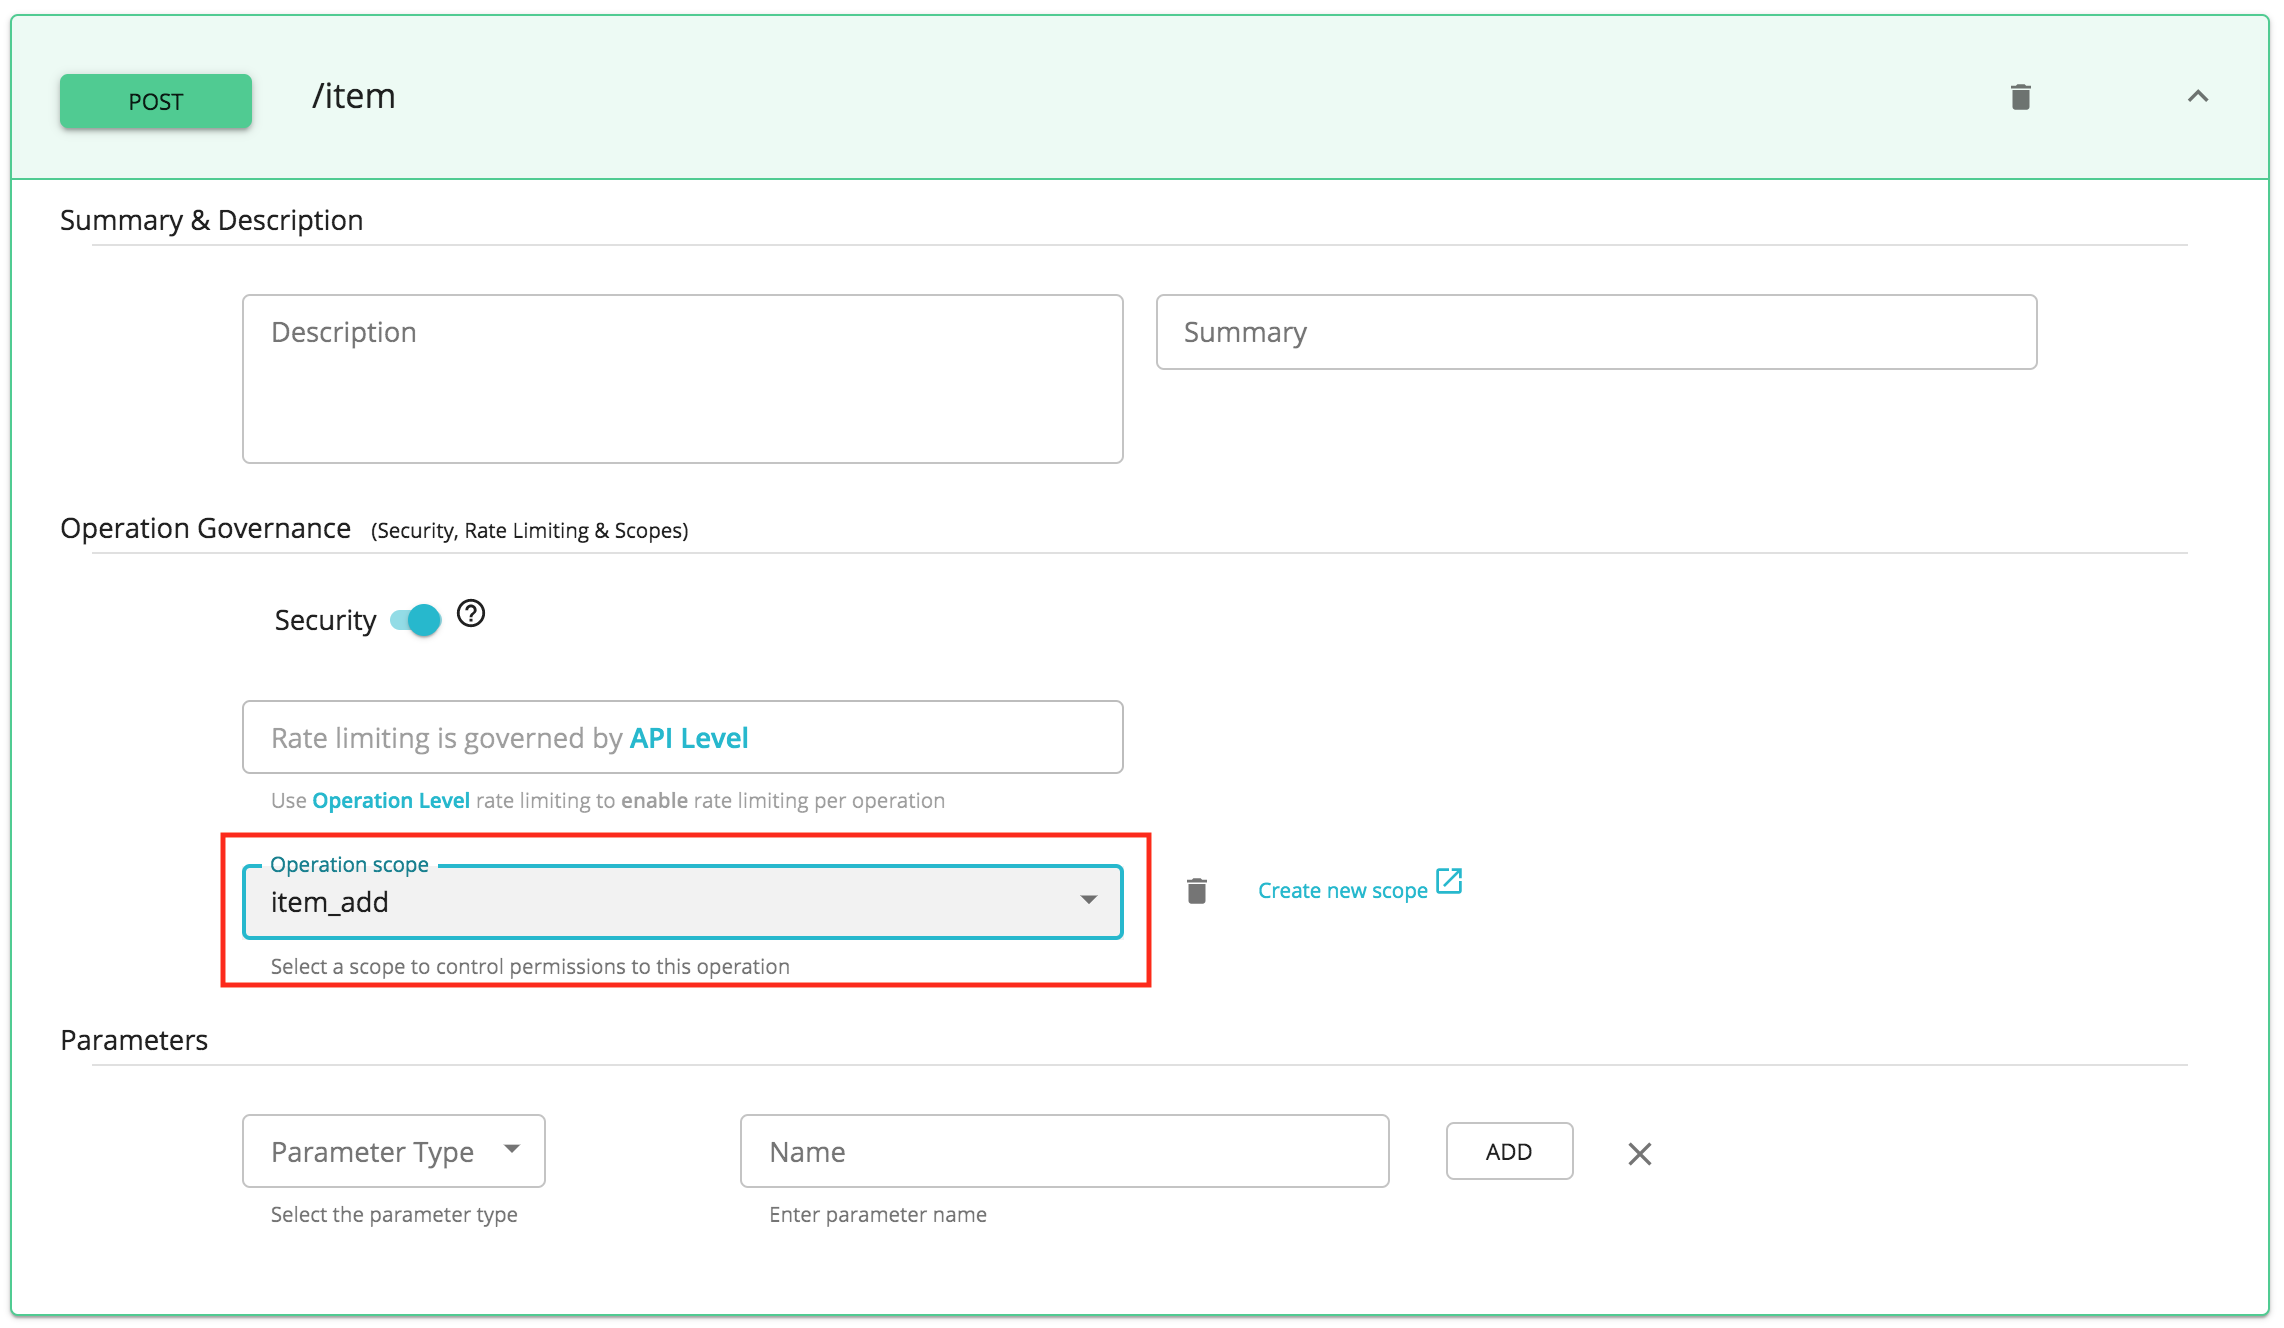 POST
/item
Summary & Description
Description
Summary
Operation Governance (Security, Rate Limiting & Scopes)
Security
Rate limiting is governed by API Level
Use Operation Level rate limiting to enable rate limiting per operation
Operation scope
item_add
Create new scope
Select a scope to control permissions to this operation
Parameters
Parameter Type
Name
ADD
Select the parameter type
Enter parameter name